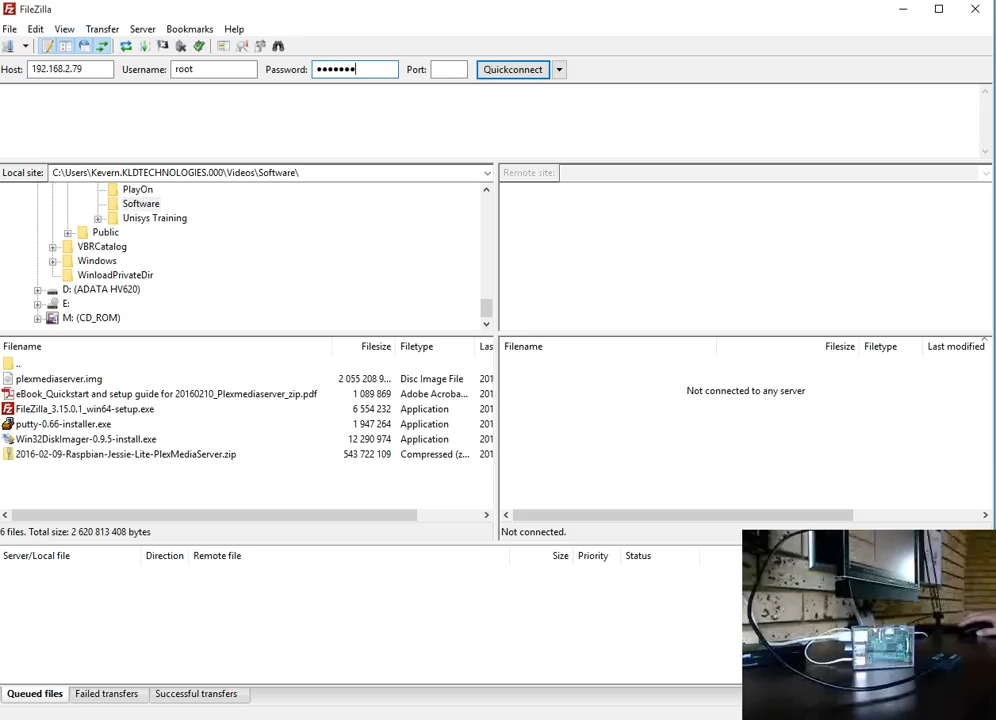 FileZilla
File Edit View Transfer Server Bookmarks Help
Host: 192.168.2.79 Username: root Password: ●●●●●●● Port: Quickconnect
Local site: C:\Users\Kevern.KLDTECHNOLOGIES.000\Videos\Software\ Remote site:
PlayOn
Software
Unisys Training
Public
VBRCatalog
Windows
WinloadPrivateDir
D: (ADATA HV620)
E:
M: (CD_ROM)
Filename Filesize Filetype Las Filename Filesize Filetype Last modified
..
plexmediaserver.img 2 055 208 9... Disc Image File 201
eBook_Quickstart and setup guide for 20160210_Plexmediaserver_zip.pdf 1 089 869 Adobe Acroba... 201
FileZilla_3.15.0.1_win64-setup.exe 6 554 232 Application 201
putty-0.66-installer.exe 1 947 264 Application 201
Win32DiskImager-0.9.5-install.exe 12 290 974 Application 201
2016-02-09-Raspbian-Jessie-Lite-PlexMediaServer.zip 543 722 109 Compressed (z... 201
Not connected to any server
6 files. Total size: 2 620 813 408 bytes Not connected.
Server/Local file Direction Remote file Size Priority Status
Queued files Failed transfers Successful transfers